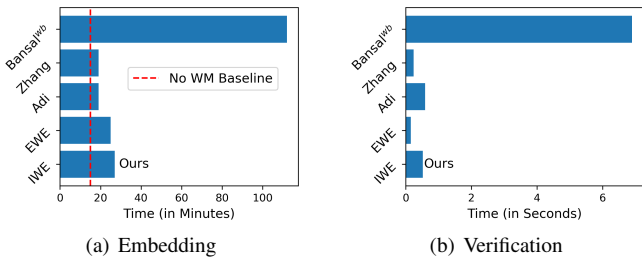 Bansal^wb
Zhang
Adi
EWE
IWE
No WM Baseline
Ours
0 20 40 60 80 100
Time (in Minutes)
(a) Embedding
Bansal^wb
Zhang
Adi
EWE
IWE
Ours
0 2 4 6
Time (in Seconds)
(b) Verification